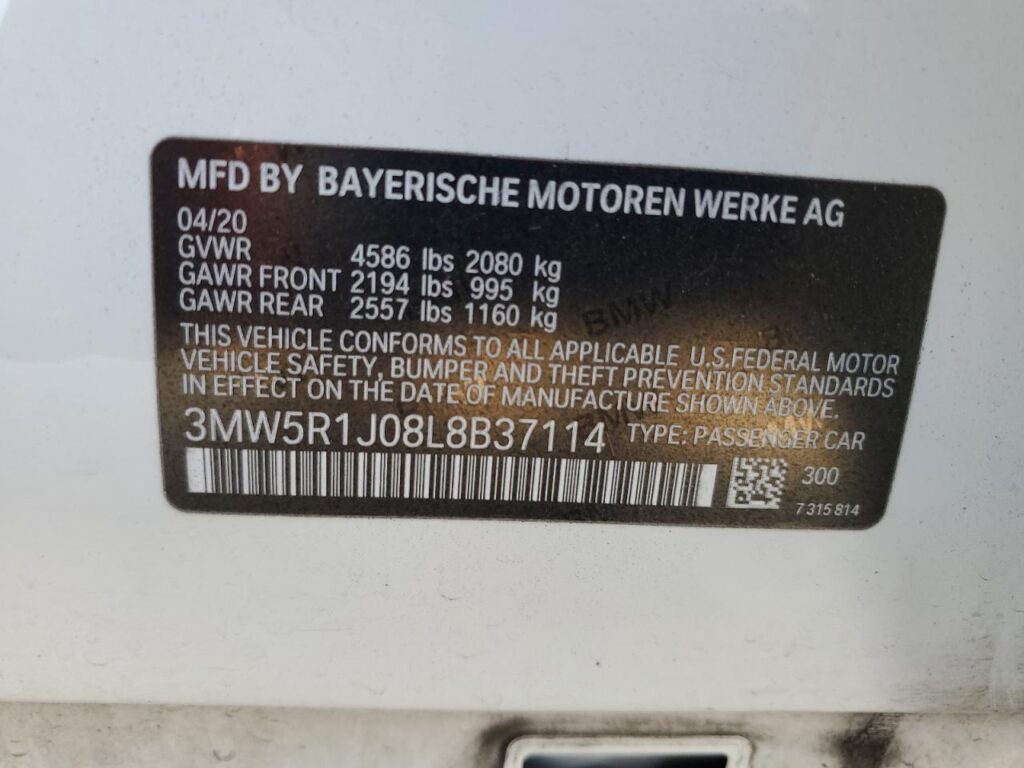 MFD BY BAYERISCHE MOTOREN WERKE AG
04/20
GVWR 4586 lbs 2080 kg
GAWR FRONT 2194 lbs 995 kg
GAWR REAR 2557 lbs 1160 kg
BMW
THIS VEHICLE CONFORMS TO ALL APPLICABLE U.S.FEDERAL MOTOR
VEHICLE SAFETY, BUMPER AND THEFT PREVENTION STANDARDS
IN EFFECT ON THE DATE OF MANUFACTURE SHOWN ABOVE.
3MW5R1J08L8B37114 TYPE: PASSENGER CAR
300
7 315 814